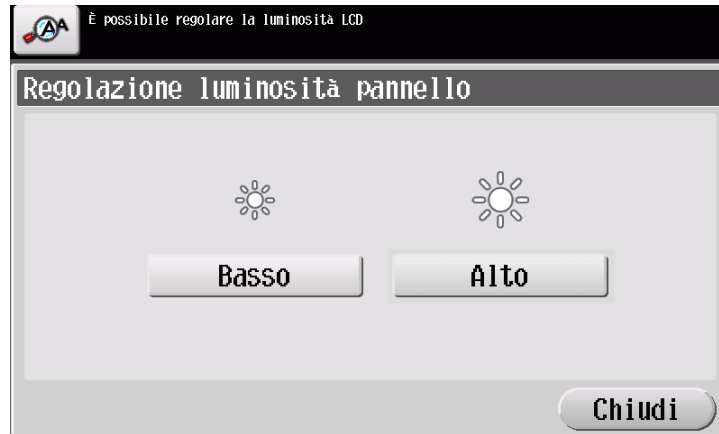 È possibile regolare la luminosità LCD
Regolazione luminosità pannello
Basso
Alto
Chiudi